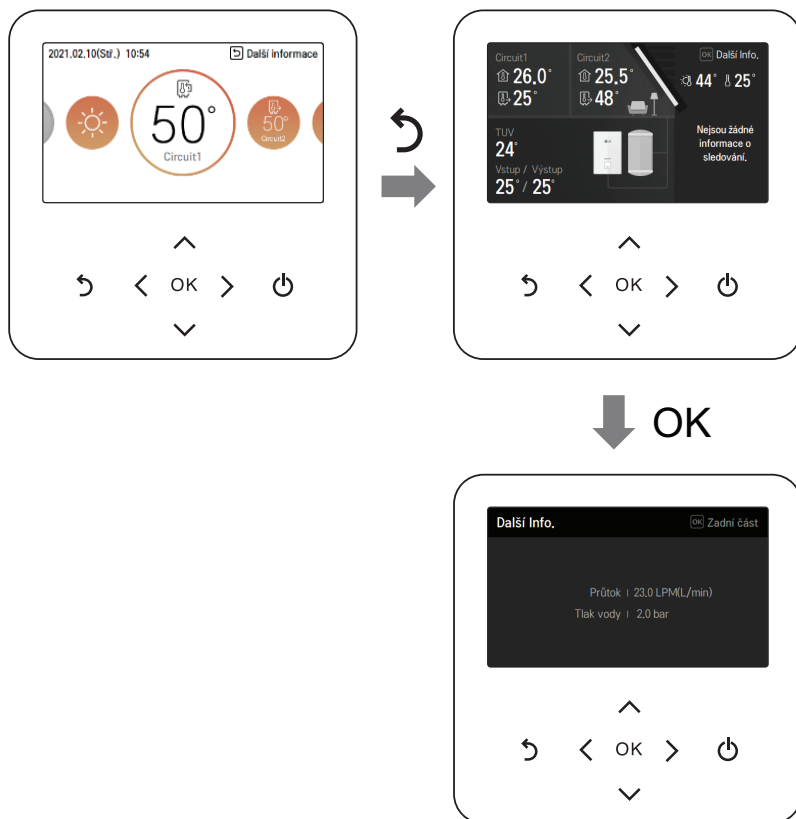 2021.02.10(Stř.) 10:54
Další informace
50°
Circuit1
50°
Circuit2
OK
Circuit1
26.0°
25°
Circuit2
25.5°
48°
OK Další Info.
44° 25°
TUV
24°
Vstup / Výstup
25° / 25°
Nejsou žádné
informace o
sledování.
OK
OK
Další Info.
OK Zadní část
Průtok | 23.0 LPM(L/min)
Tlak vody | 2.0 bar
OK